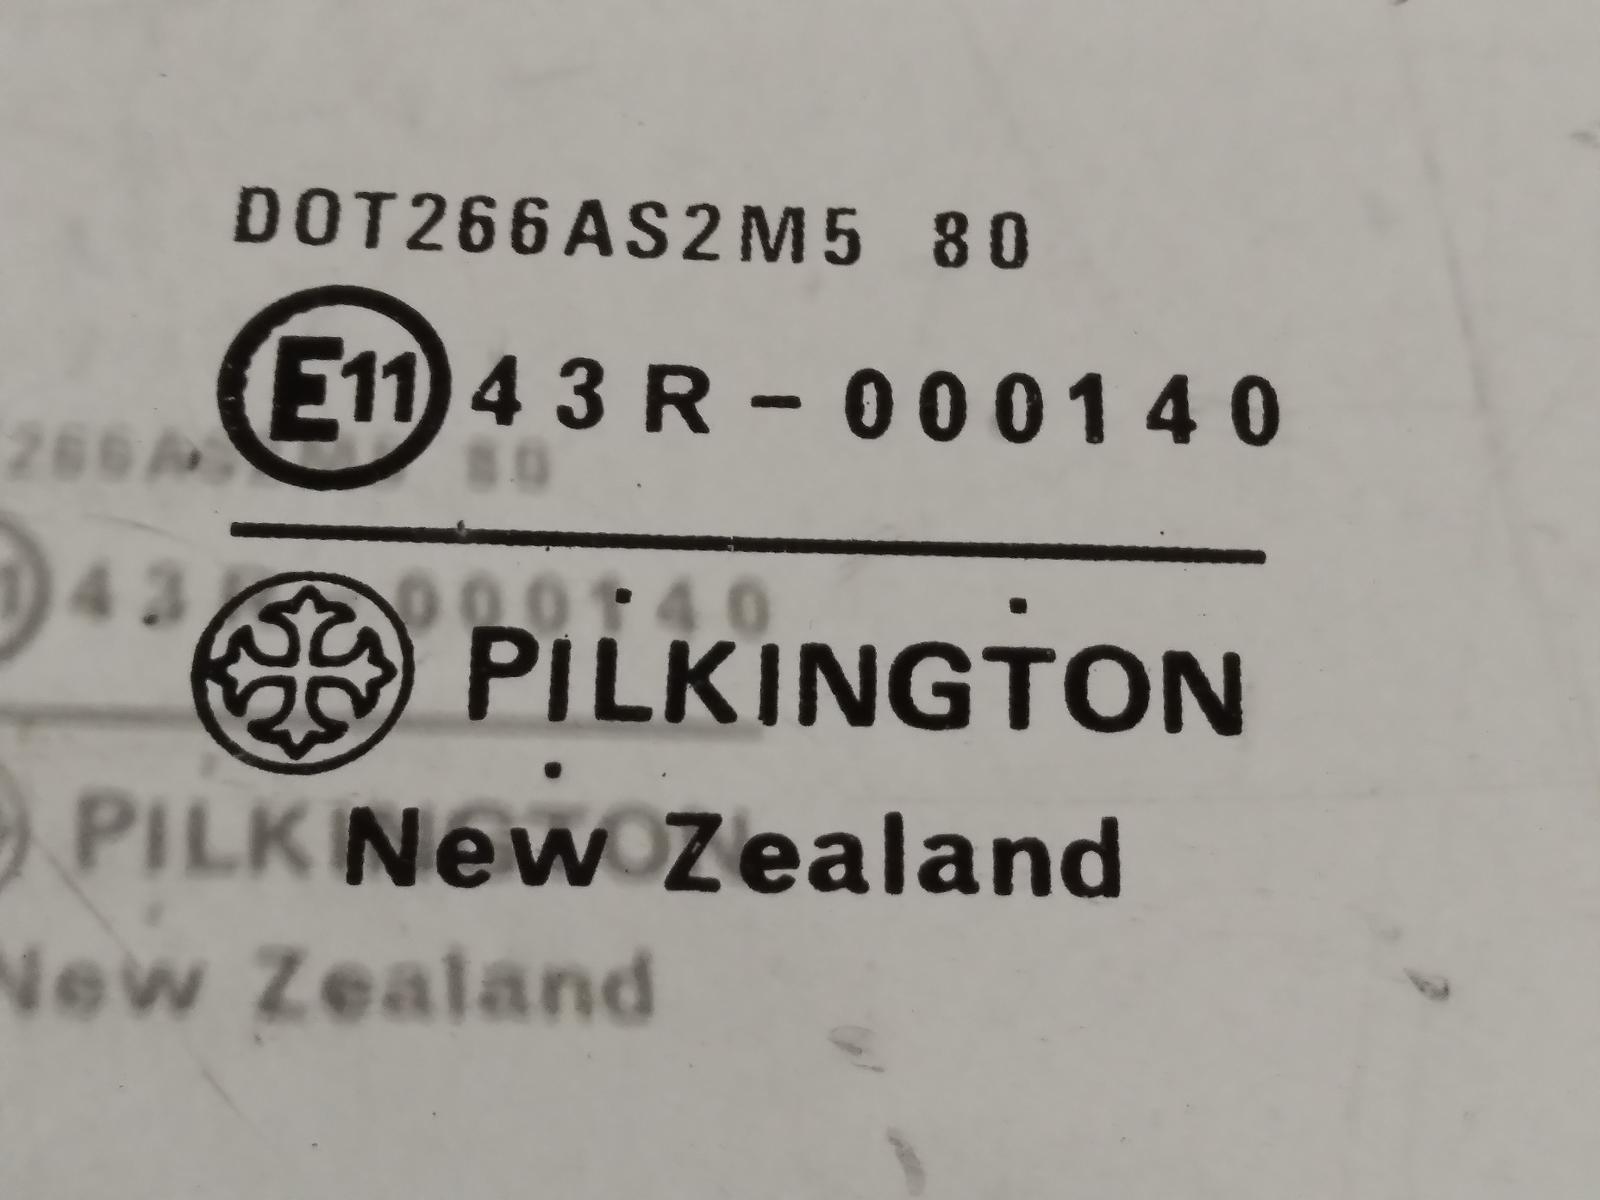 DOT266AS2M5 80
E11 43R-000140
PILKINGTON
New Zealand